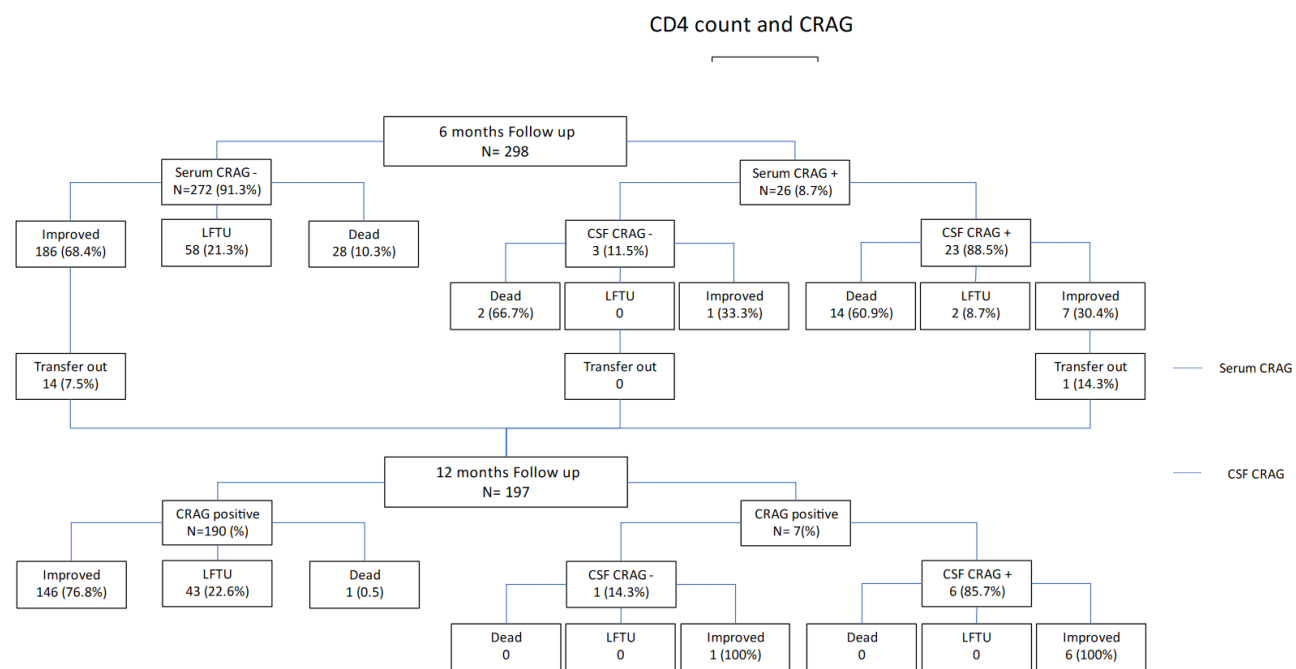 CD4 count and CRAG
6 months Follow up
N= 298
Serum CRAG -
N=272 (91.3%)
Serum CRAG +
N=26 (8.7%)
Improved
186 (68.4%)
LFTU
58 (21.3%)
Dead
28 (10.3%)
CSF CRAG -
3 (11.5%)
CSF CRAG +
23 (88.5%)
Dead
2 (66.7%)
LFTU
0
Improved
1 (33.3%)
Dead
14 (60.9%)
LFTU
2 (8.7%)
Improved
7 (30.4%)
Transfer out
14 (7.5%)
Transfer out
0
Transfer out
1 (14.3%)
Serum CRAG
12 months Follow up
N= 197
CSF CRAG
CRAG positive
N=190 (%)
CRAG positive
N= 7(%)
Improved
146 (76.8%)
LFTU
43 (22.6%)
Dead
1 (0.5)
CSF CRAG -
1 (14.3%)
CSF CRAG +
6 (85.7%)
Dead
0
LFTU
0
Improved
1 (100%)
Dead
0
LFTU
0
Improved
6 (100%)